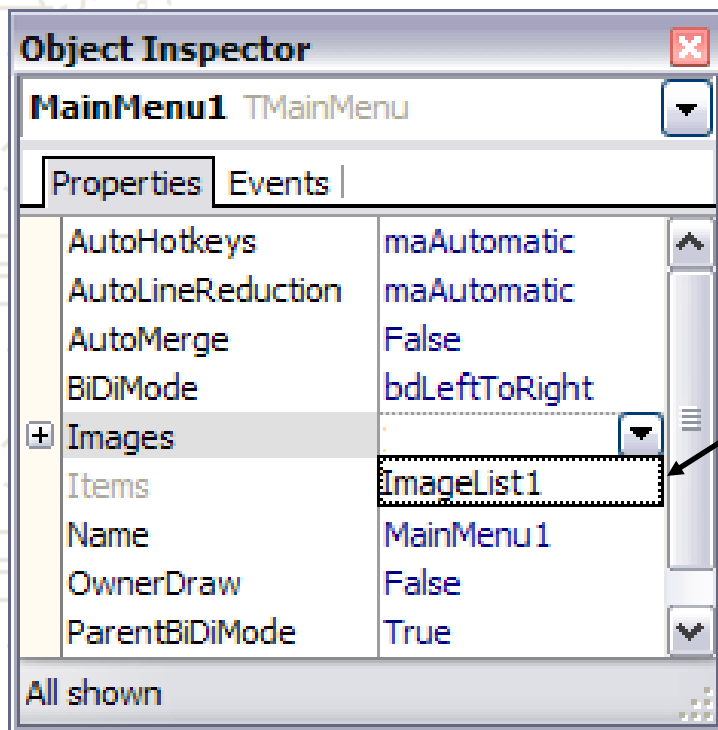 Object Inspector
MainMenu1 TMainMenu
Properties Events
AutoHotkeys maAutomatic
AutoLineReduction maAutomatic
AutoMerge False
BiDiMode bdLeftToRight
Images
Items ImageList1
Name MainMenu1
OwnerDraw False
ParentBiDiMode True
All shown